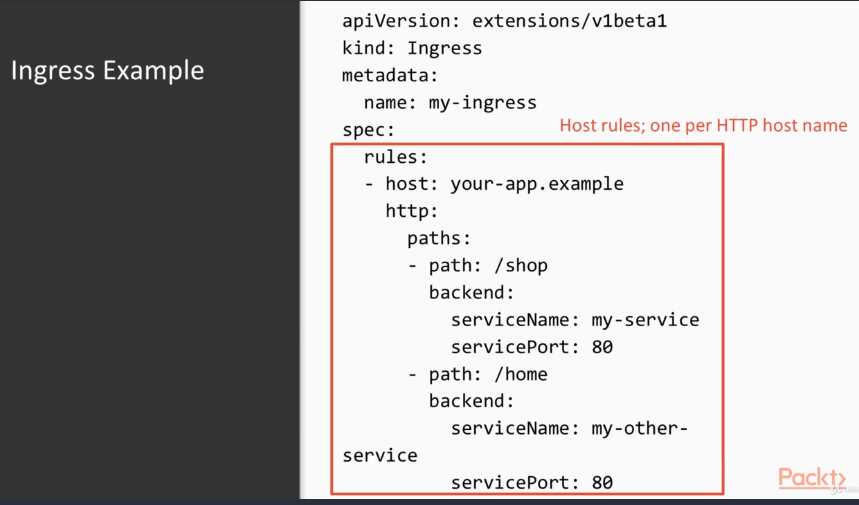 Ingress Example
apiVersion: extensions/v1beta1
kind: Ingress
metadata:
  name: my-ingress
spec:
Host rules; one per HTTP host name
  rules:
  - host: your-app.example
    http:
      paths:
      - path: /shop
        backend:
          serviceName: my-service
          servicePort: 80
      - path: /home
        backend:
          serviceName: my-other-
service
          servicePort: 80
Packt